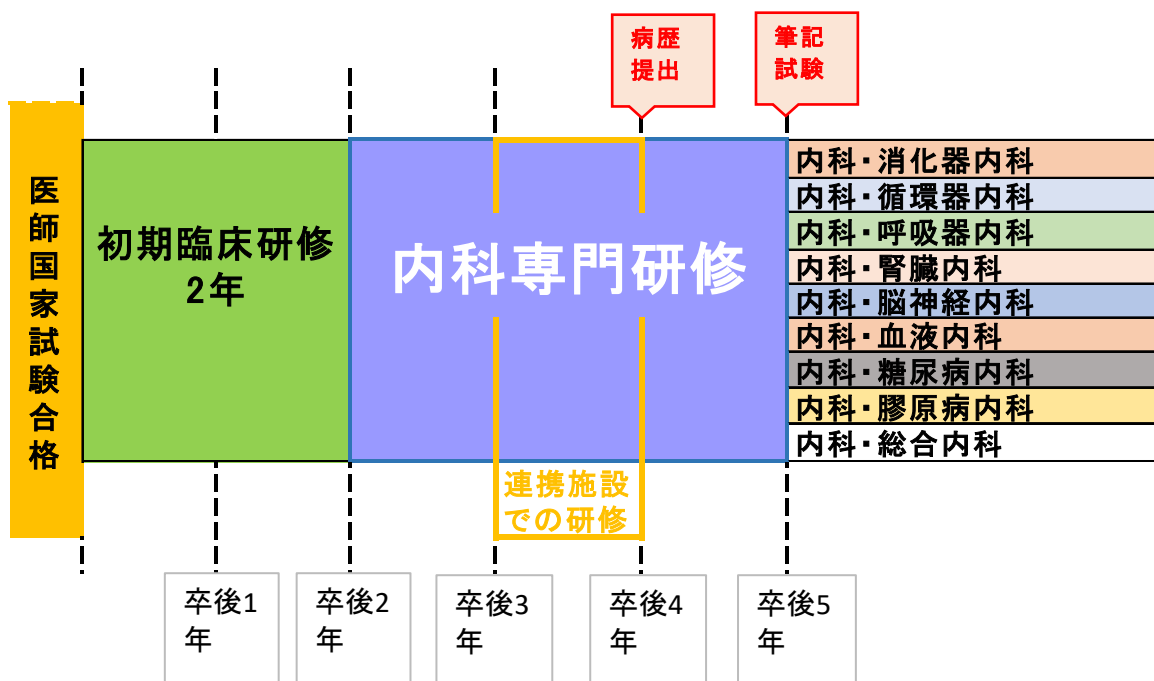 病歴
提出
筆記
試験
医師国家試験合格
初期臨床研修
2年
内科専門研修
連携施設
での研修
内科・消化器内科
内科・循環器内科
内科・呼吸器内科
内科・腎臓内科
内科・脳神経内科
内科・血液内科
内科・糖尿病内科
内科・膠原病内科
内科・総合内科
卒後1
年
卒後2
年
卒後3
年
卒後4
年
卒後5
年